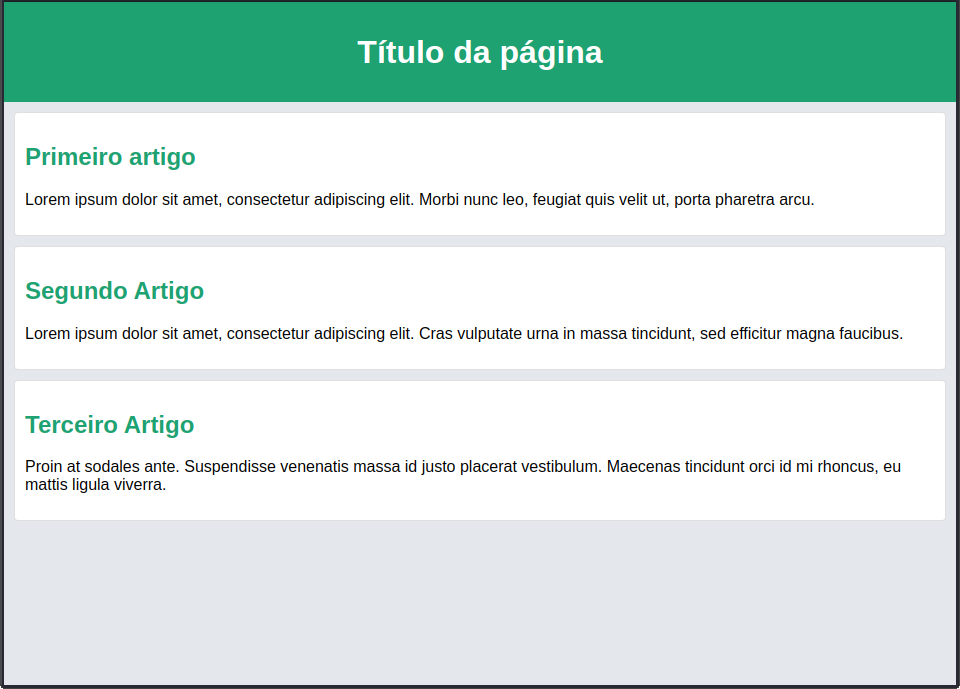 Título da página
Primeiro artigo
Lorem ipsum dolor sit amet, consectetur adipiscing elit. Morbi nunc leo, feugiat quis velit ut, porta pharetra arcu.
Segundo Artigo
Lorem ipsum dolor sit amet, consectetur adipiscing elit. Cras vulputate urna in massa tincidunt, sed efficitur magna faucibus.
Terceiro Artigo
Proin at sodales ante. Suspendisse venenatis massa id justo placerat vestibulum. Maecenas tincidunt orci id mi rhoncus, eu
mattis ligula viverra.